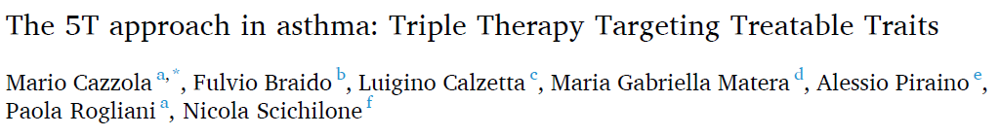 The 5T approach in asthma: Triple Therapy Targeting Treatable Traits
Mario Cazzola a,*, Fulvio Braido b, Luigino Calzetta c, Maria Gabriella Matera d, Alessio Piraino e,
Paola Rogliani a, Nicola Scichilone f